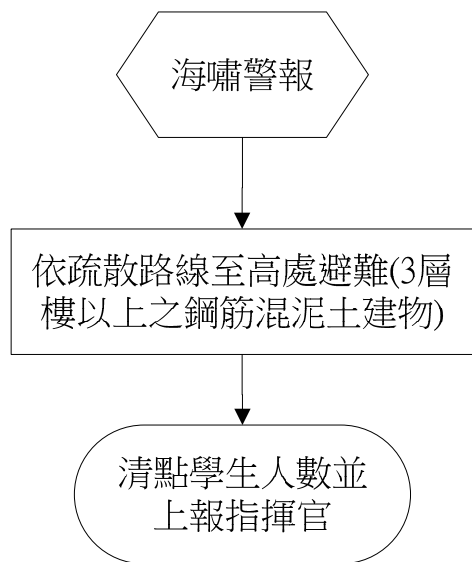 海嘯警報
依疏散路線至高處避難(3層
樓以上之鋼筋混泥土建物)
清點學生人數並
上報指揮官